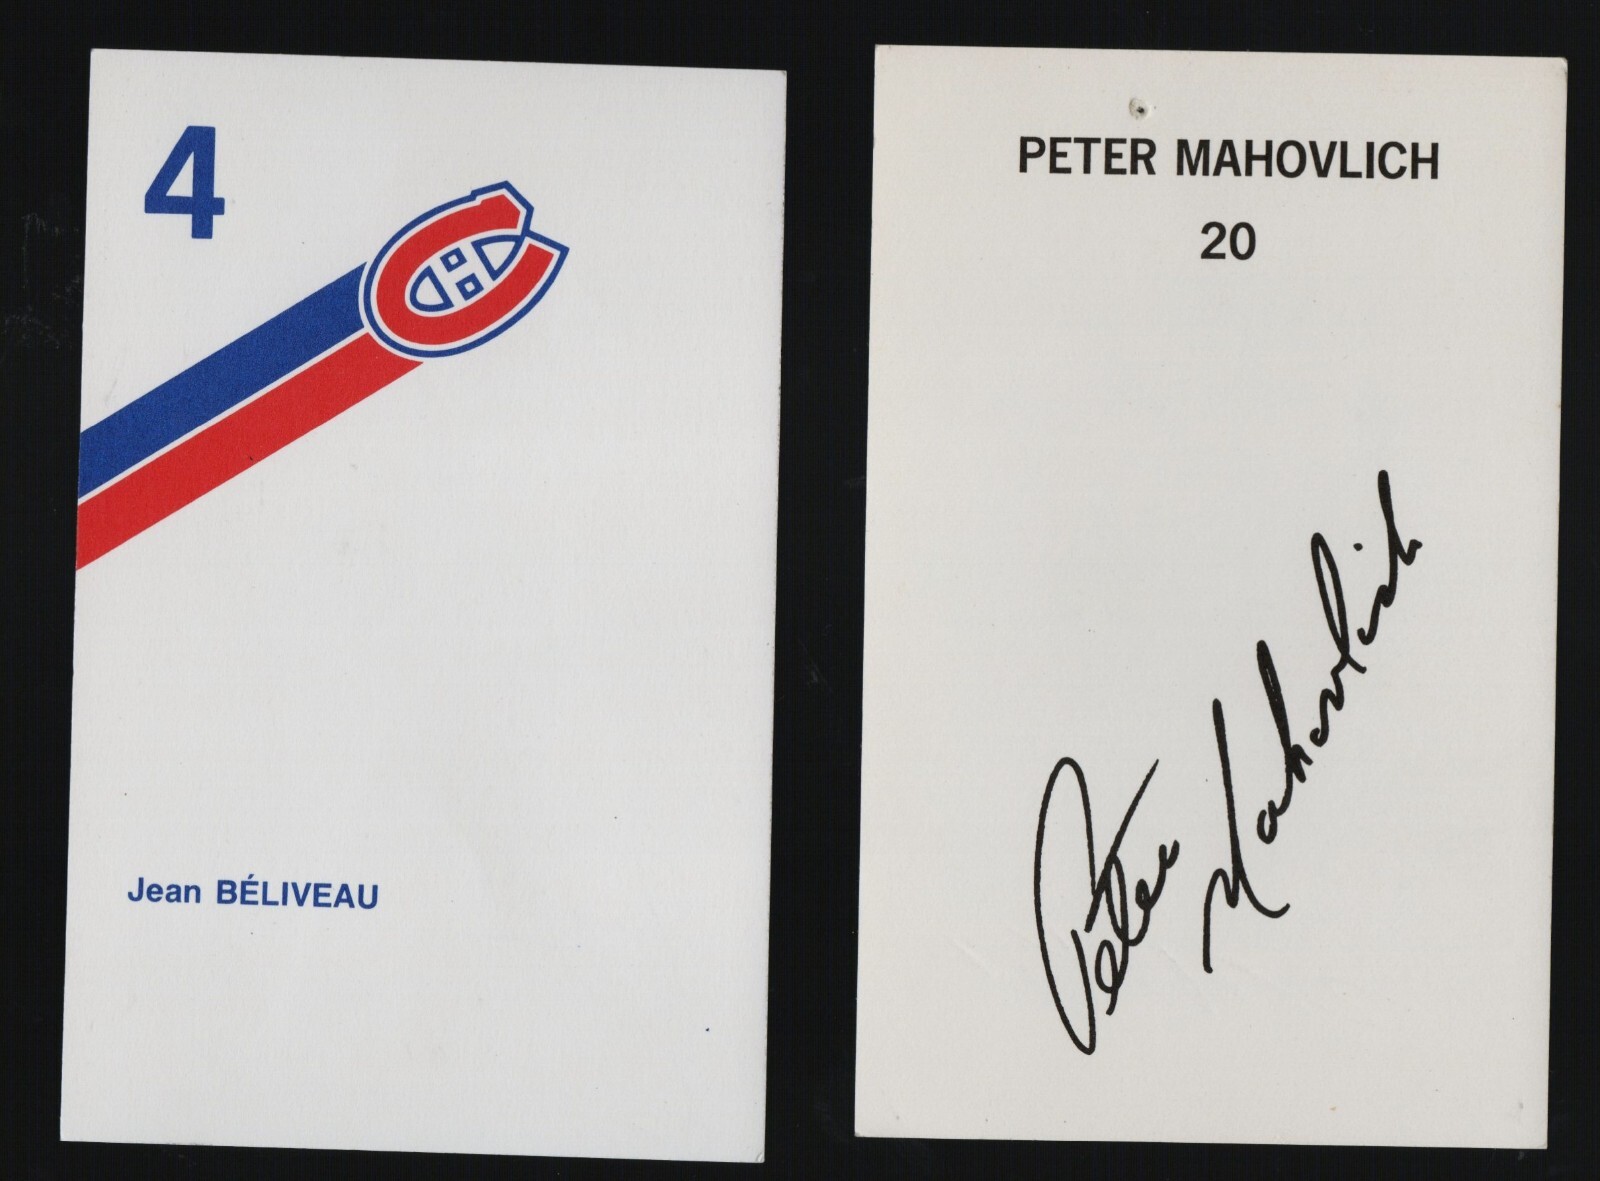 4
Jean BÉLIVEAU
PETER MAHOVLICH
20
Peter Mahovlich